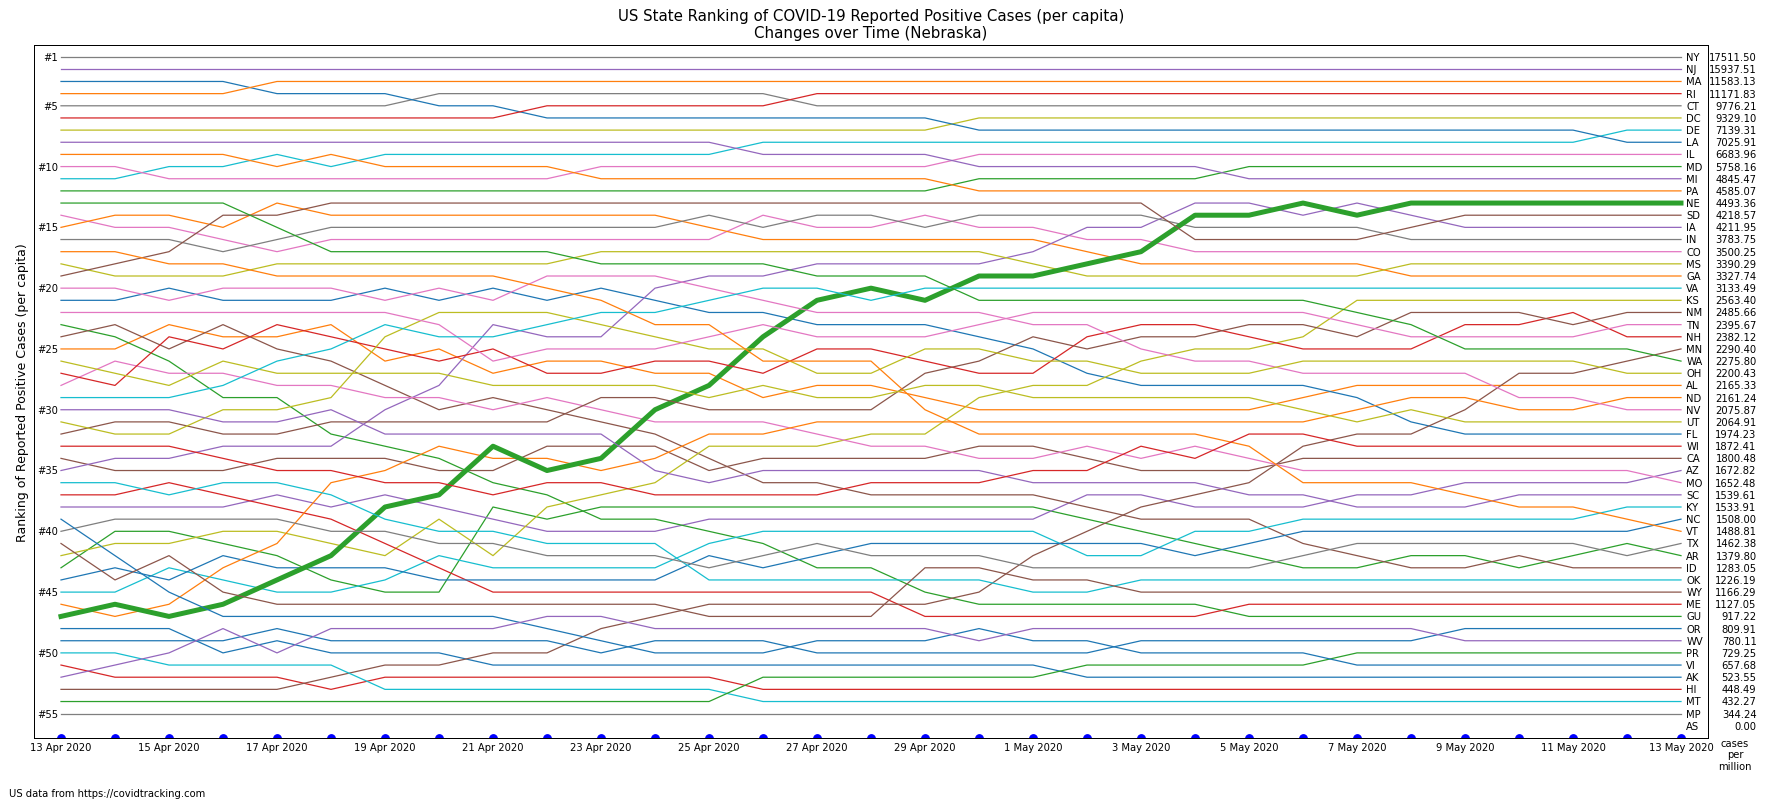 US State Ranking of COVID-19 Reported Positive Cases (per capita)
Changes over Time (Nebraska)
Ranking of Reported Positive Cases (per capita)
#1
#5
#10
#15
#20
#25
#30
#35
#40
#45
#50
#55
NY 17511.50
NJ 15937.51
MA 11583.13
RI 11171.83
CT 9776.21
DC 9329.10
DE 7139.31
LA 7025.91
IL 6683.96
MD 5758.16
MI 4845.47
PA 4585.07
NE 4493.36
SD 4218.57
IA 4211.95
IN 3783.75
CO 3500.25
MS 3390.29
GA 3327.74
VA 3133.49
KS 2563.40
NM 2485.66
TN 2395.67
NH 2382.12
MN 2290.40
WA 2275.80
OH 2200.43
AL 2165.33
ND 2161.24
NV 2075.87
UT 2064.91
FL 1974.23
WI 1872.41
CA 1800.48
AZ 1672.82
MO 1652.48
SC 1539.61
KY 1533.91
NC 1508.00
VT 1488.81
TX 1462.38
AR 1379.80
ID 1283.05
OK 1226.19
WY 1166.29
ME 1127.05
GU 917.22
OR 809.91
WV 780.11
PR 729.25
VI 657.68
AK 523.55
HI 448.49
MT 432.27
MP 344.24
AS 0.00
13 Apr 2020 15 Apr 2020 17 Apr 2020 19 Apr 2020 21 Apr 2020 23 Apr 2020 25 Apr 2020 27 Apr 2020 29 Apr 2020 1 May 2020 3 May 2020 5 May 2020 7 May 2020 9 May 2020 11 May 2020 13 May 2020
cases
per
million
US data from https://covidtracking.com